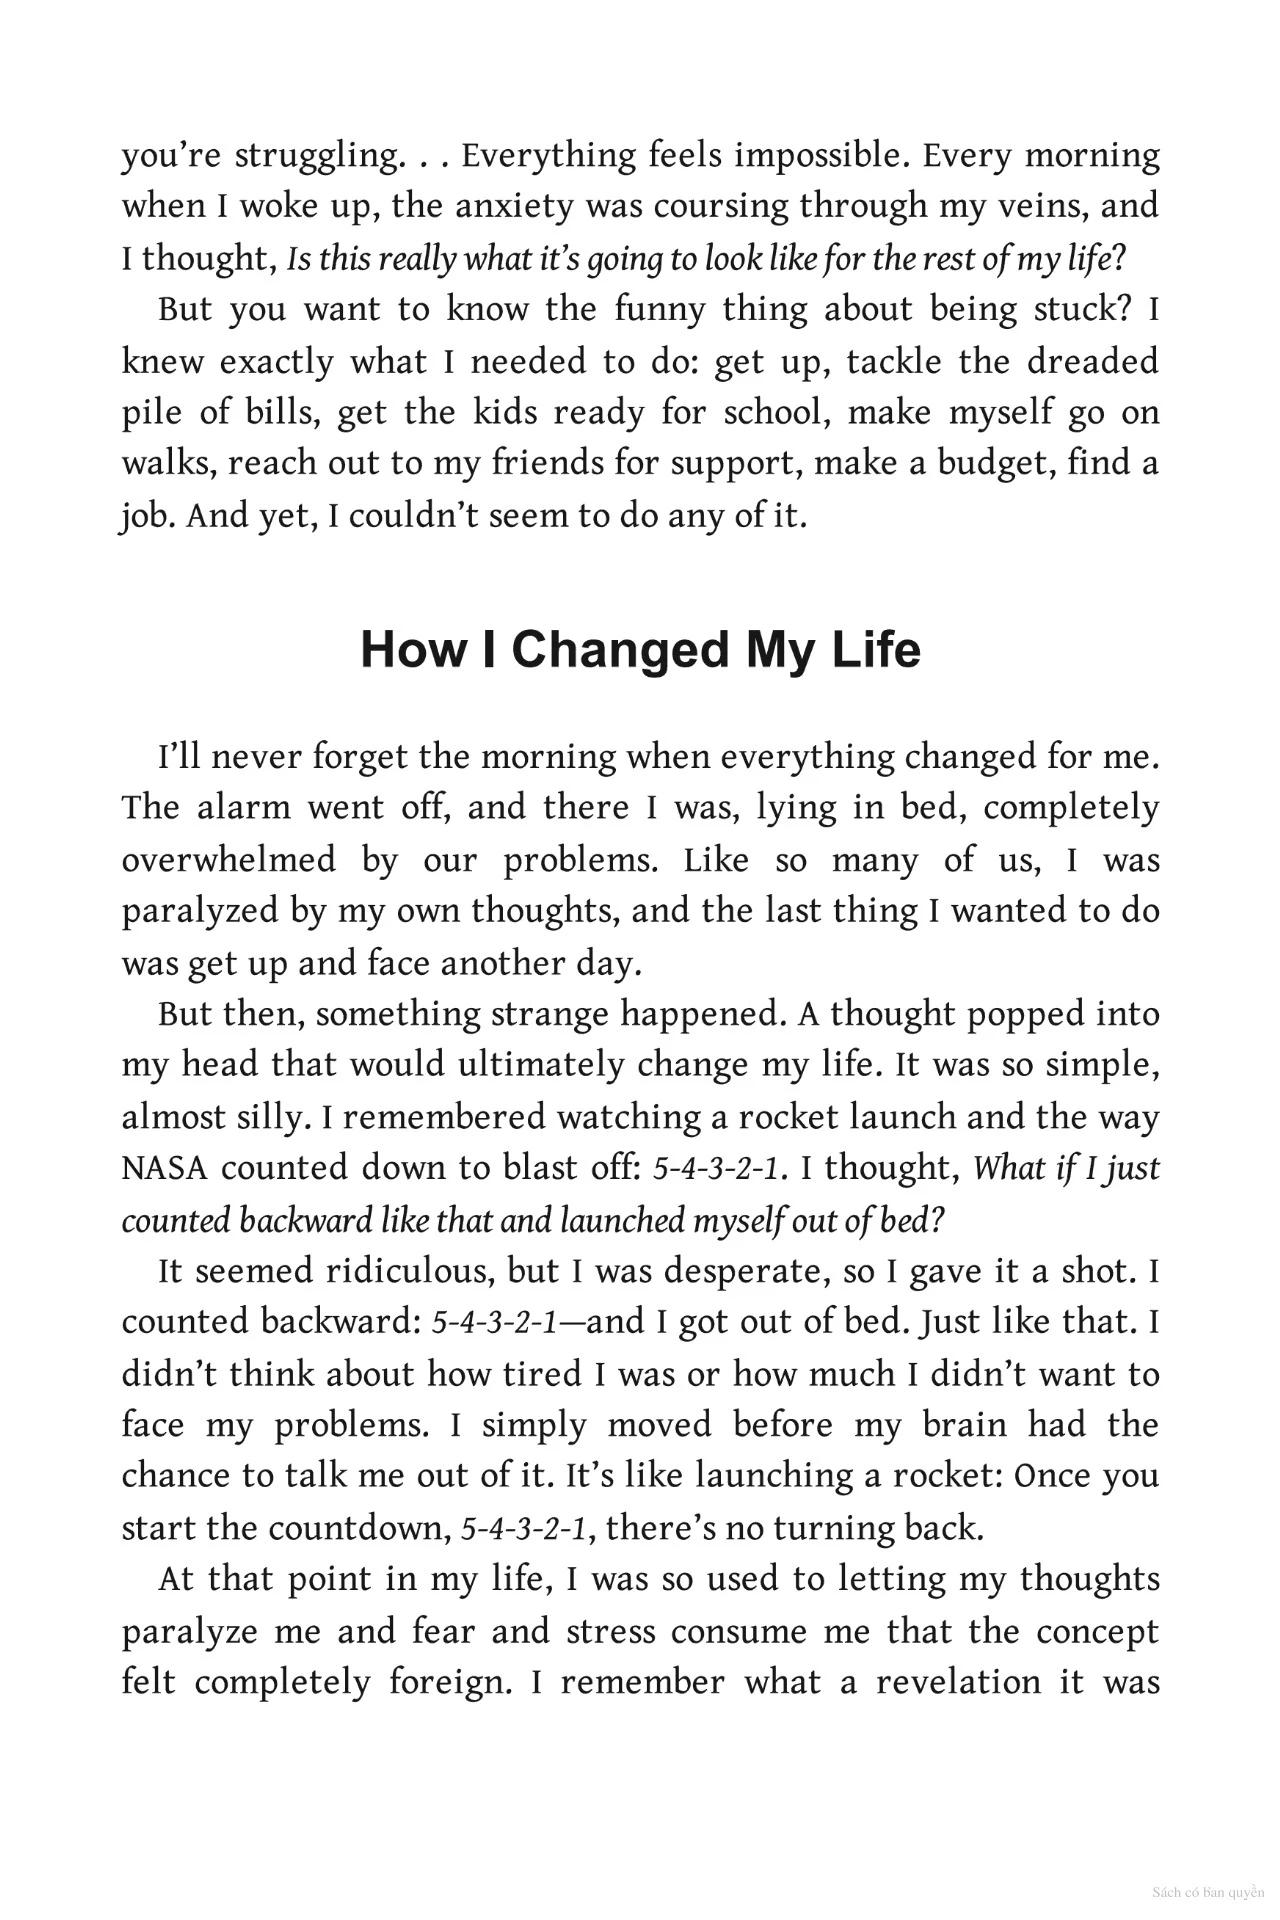 you’re struggling. . . Everything feels impossible. Every morning
when I woke up, the anxiety was coursing through my veins, and
I thought, Is this really what it’s going to look like for the rest of my life?
But you want to know the funny thing about being stuck? I
knew exactly what I needed to do: get up, tackle the dreaded
pile of bills, get the kids ready for school, make myself go on
walks, reach out to my friends for support, make a budget, find a
job. And yet, I couldn’t seem to do any of it.
How I Changed My Life
I’ll never forget the morning when everything changed for me.
The alarm went off, and there I was, lying in bed, completely
overwhelmed by our problems. Like so many of us, I was
paralyzed by my own thoughts, and the last thing I wanted to do
was get up and face another day.
But then, something strange happened. A thought popped into
my head that would ultimately change my life. It was so simple,
almost silly. I remembered watching a rocket launch and the way
NASA counted down to blast off: 5-4-3-2-1. I thought, What if I just
counted backward like that and launched myself out of bed?
It seemed ridiculous, but I was desperate, so I gave it a shot. I
counted backward: 5-4-3-2-1—and I got out of bed. Just like that. I
didn’t think about how tired I was or how much I didn’t want to
face my problems. I simply moved before my brain had the
chance to talk me out of it. It’s like launching a rocket: Once you
start the countdown, 5-4-3-2-1, there’s no turning back.
At that point in my life, I was so used to letting my thoughts
paralyze me and fear and stress consume me that the concept
felt completely foreign. I remember what a revelation it was
Sách có bản quyền